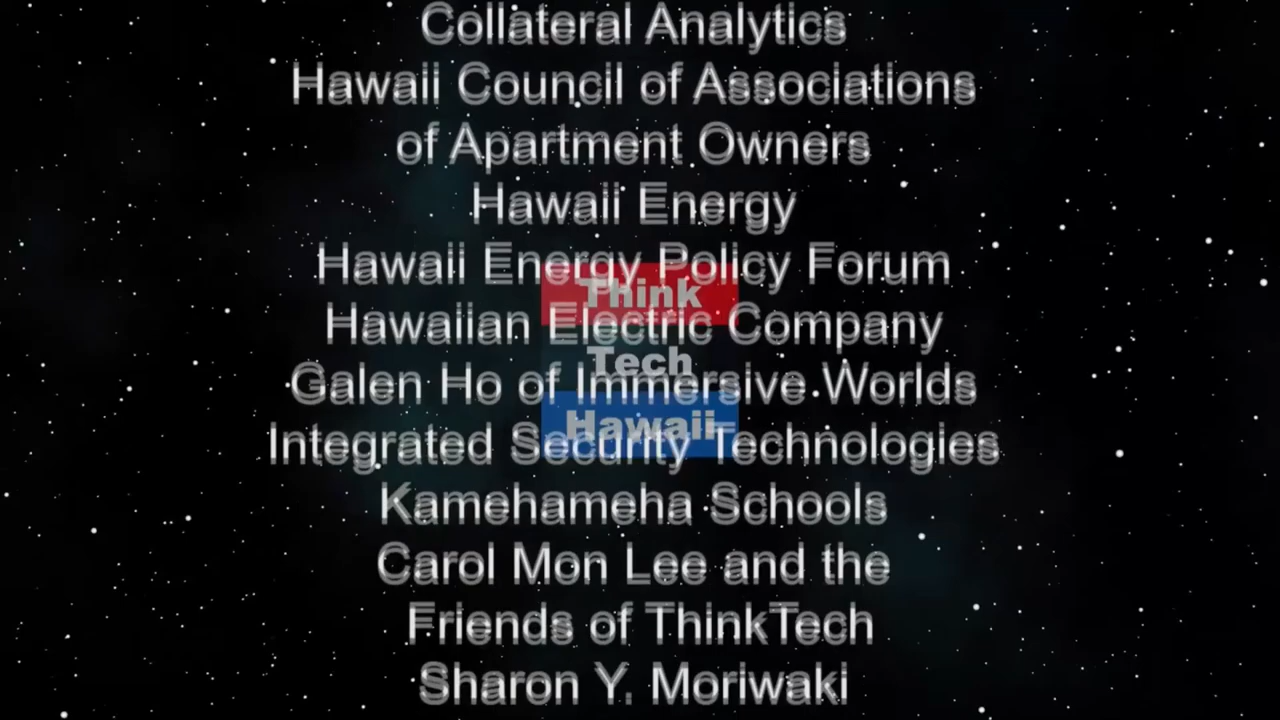 Collateral Analytics
Hawaii Council of Associations
of Apartment Owners
Hawaii Energy
Hawaii Energy Policy Forum
Think
Hawaiian Electric Company
Tech
Galen Ho of Immersive Worlds
Hawaii
Integrated Security Technologies
Kamehameha Schools
Carol Mon Lee and the
Friends of ThinkTech
Sharon Y. Moriwaki